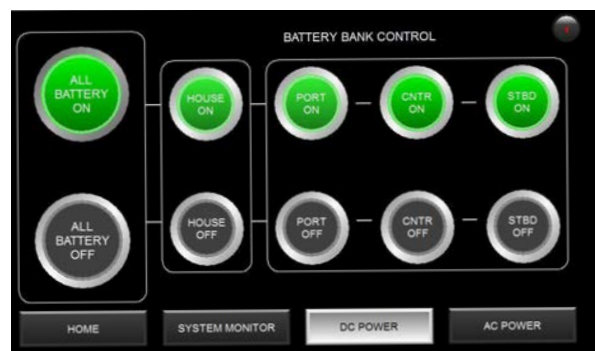 BATTERY BANK CONTROL
ALL
BATTERY
ON
HOUSE
ON
PORT
ON
CNTR
ON
STBD
ON
ALL
BATTERY
OFF
HOUSE
OFF
PORT
OFF
CNTR
OFF
STBD
OFF
HOME
SYSTEM MONITOR
DC POWER
AC POWER